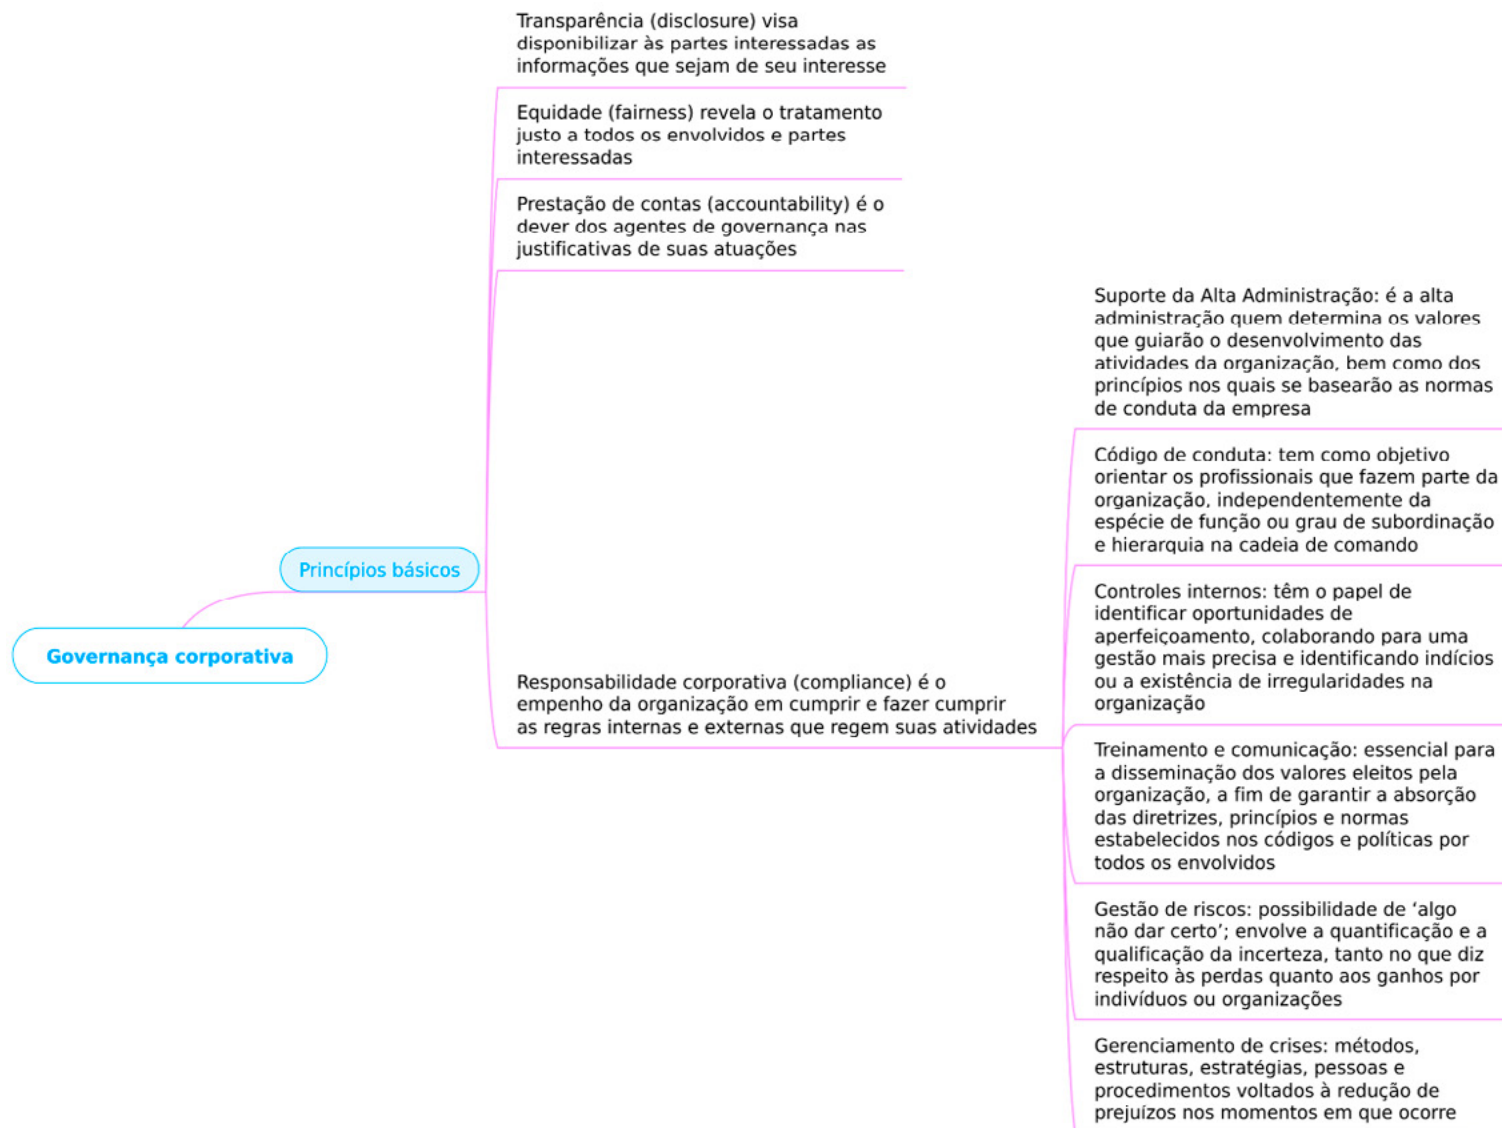 Transparência (disclosure) visa
disponibilizar às partes interessadas as
informações que sejam de seu interesse
Equidade (fairness) revela o tratamento
justo a todos os envolvidos e partes
interessadas
Prestação de contas (accountability) é o
dever dos agentes de governança nas
justificativas de suas atuações
Princípios básicos
Governança corporativa
Responsabilidade corporativa (compliance) é o
empenho da organização em cumprir e fazer cumprir
as regras internas e externas que regem suas atividades
Suporte da Alta Administração: é a alta
administração quem determina os valores
que guiarão o desenvolvimento das
atividades da organização, bem como dos
princípios nos quais se basearão as normas
de conduta da empresa
Código de conduta: tem como objetivo
orientar os profissionais que fazem parte da
organização, independentemente da
espécie de função ou grau de subordinação
e hierarquia na cadeia de comando
Controles internos: têm o papel de
identificar oportunidades de
aperfeiçoamento, colaborando para uma
gestão mais precisa e identificando indícios
ou a existência de irregularidades na
organização
Treinamento e comunicação: essencial para
a disseminação dos valores eleitos pela
organização, a fim de garantir a absorção
das diretrizes, princípios e normas
estabelecidos nos códigos e políticas por
todos os envolvidos
Gestão de riscos: possibilidade de ‘algo
não dar certo’; envolve a quantificação e a
qualificação da incerteza, tanto no que diz
respeito às perdas quanto aos ganhos por
indivíduos ou organizações
Gerenciamento de crises: métodos,
estruturas, estratégias, pessoas e
procedimentos voltados à redução de
prejuízos nos momentos em que ocorre